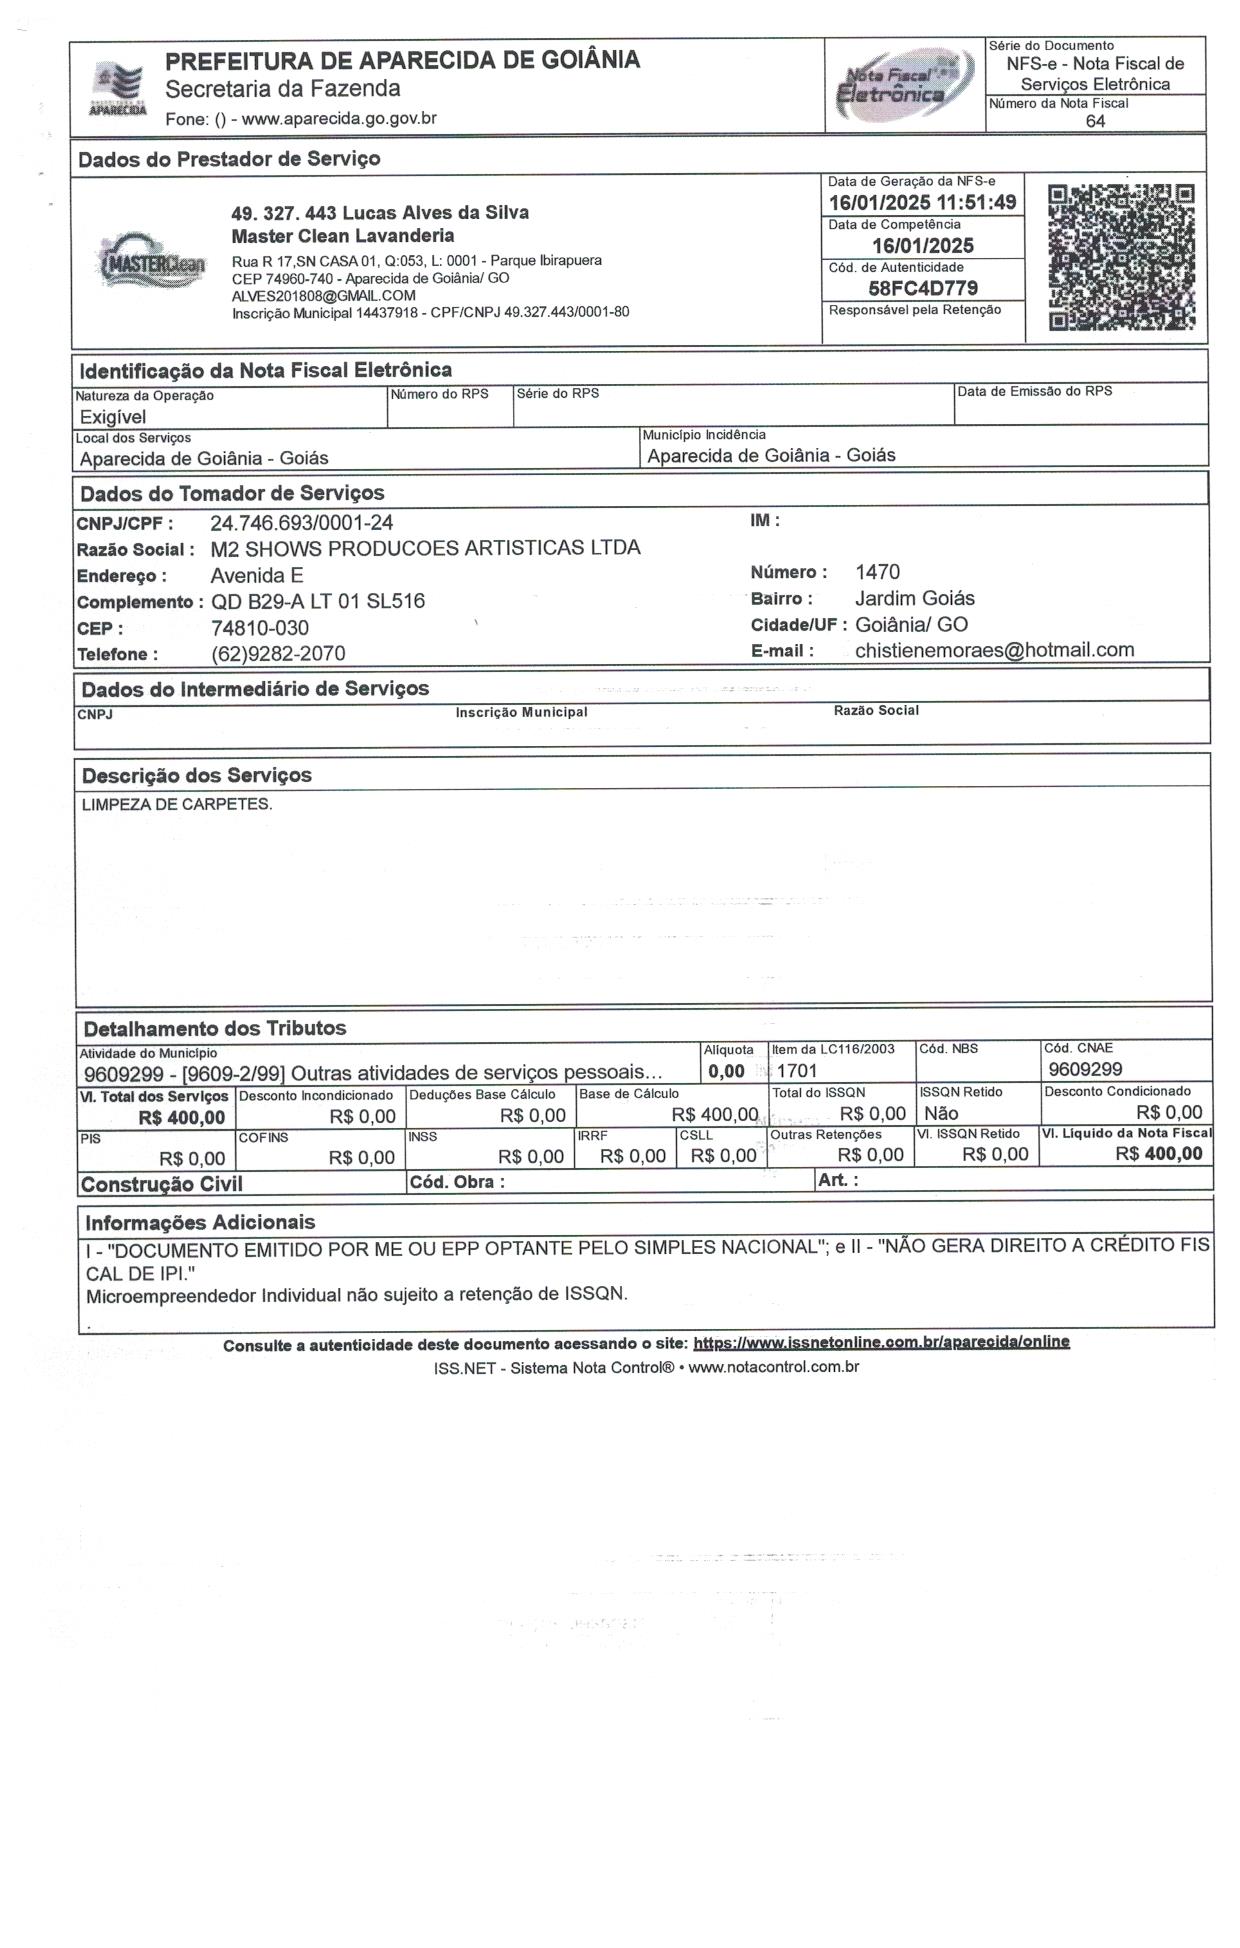 PREFEITURA DE APARECIDA DE GOIÂNIA
Secretaria da Fazenda
Fone: () - www.aparecida.go.gov.br
APARECIDA
Nota Fiscal
Eletrônica
Série do Documento
NFS-e - Nota Fiscal de
Serviços Eletrônica
Número da Nota Fiscal
64
Dados do Prestador de Serviço
MASTERClean
49. 327. 443 Lucas Alves da Silva
Master Clean Lavanderia
Rua R 17,SN CASA 01, Q:053, L: 0001 - Parque Ibirapuera
CEP 74960-740 - Aparecida de Goiânia/ GO
ALVES201808@GMAIL.COM
Inscrição Municipal 14437918 - CPF/CNPJ 49.327.443/0001-80
Data de Geração da NFS-e
16/01/2025 11:51:49
Data de Competência
16/01/2025
Cód. de Autenticidade
58FC4D779
Responsável pela Retenção
Identificação da Nota Fiscal Eletrônica
Natureza da Operação Número do RPS Série do RPS Data de Emissão do RPS
Exigível
Local dos Serviços Município Incidência
Aparecida de Goiânia - Goiás Aparecida de Goiânia - Goiás
Dados do Tomador de Serviços
CNPJ/CPF : 24.746.693/0001-24 IM :
Razão Social : M2 SHOWS PRODUCOES ARTISTICAS LTDA
Endereço : Avenida E Número : 1470
Complemento : QD B29-A LT 01 SL516 Bairro : Jardim Goiás
CEP : 74810-030 Cidade/UF : Goiânia/ GO
Telefone : (62)9282-2070 E-mail : chistienemoraes@hotmail.com
Dados do Intermediário de Serviços
CNPJ Inscrição Municipal Razão Social
Descrição dos Serviços
LIMPEZA DE CARPETES.
Detalhamento dos Tributos
Atividade do Município Alíquota Item da LC116/2003 Cód. NBS Cód. CNAE
9609299 - [9609-2/99] Outras atividades de serviços pessoais... 0,00 1701 9609299
Vl. Total dos Serviços Desconto Incondicionado Deduções Base Cálculo Base de Cálculo Total do ISSQN ISSQN Retido Desconto Condicionado
R$ 400,00 R$ 0,00 R$ 0,00 R$ 400,00 R$ 0,00 Não R$ 0,00
PIS COFINS INSS IRRF CSLL Outras Retenções Vl. ISSQN Retido Vl. Líquido da Nota Fiscal
R$ 0,00 R$ 0,00 R$ 0,00 R$ 0,00 R$ 0,00 R$ 0,00 R$ 0,00 R$ 400,00
Construção Civil Cód. Obra : Art. :
Informações Adicionais
I - "DOCUMENTO EMITIDO POR ME OU EPP OPTANTE PELO SIMPLES NACIONAL"; e II - "NÃO GERA DIREITO A CRÉDITO FIS
CAL DE IPI."
Microempreendedor Individual não sujeito a retenção de ISSQN.
.
Consulte a autenticidade deste documento acessando o site: https://www.issnetonline.com.br/aparecida/online
ISS.NET - Sistema Nota Control® • www.notacontrol.com.br